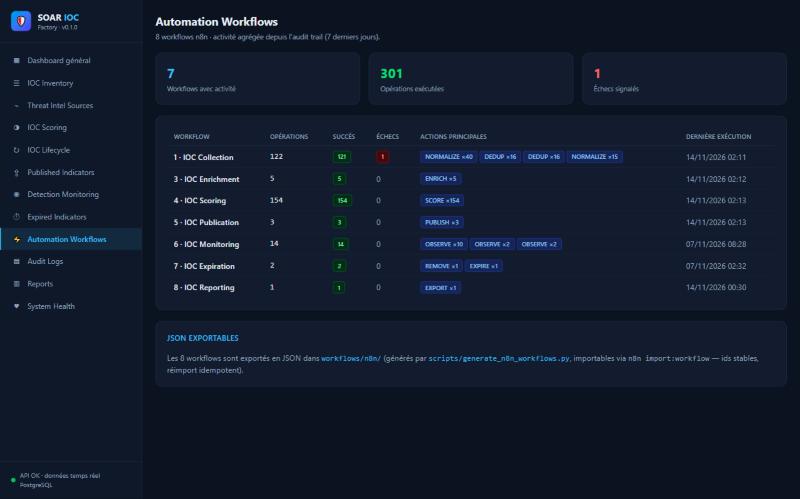 SOAR IOC
Factory · v0.1.0
Dashboard général
IOC Inventory
Threat Intel Sources
IOC Scoring
IOC Lifecycle
Published Indicators
Detection Monitoring
Expired Indicators
Automation Workflows
Audit Logs
Reports
System Health
API OK · données temps réel
PostgreSQL
Automation Workflows
8 workflows n8n · activité agrégée depuis l'audit trail (7 derniers jours).
7
Workflows avec activité
301
Opérations exécutées
1
Échecs signalés
WORKFLOW OPÉRATIONS SUCCÈS ÉCHECS ACTIONS PRINCIPALES DERNIÈRE EXÉCUTION
1 · IOC Collection 122 121 1 NORMALIZE ×40 DEDUP ×16 DEDUP ×16 NORMALIZE ×15 14/11/2026 02:11
3 · IOC Enrichment 5 5 0 ENRICH ×5 14/11/2026 02:12
4 · IOC Scoring 154 154 0 SCORE ×154 14/11/2026 02:13
5 · IOC Publication 3 3 0 PUBLISH ×3 14/11/2026 02:13
6 · IOC Monitoring 14 14 0 OBSERVE ×10 OBSERVE ×2 OBSERVE ×2 07/11/2026 08:28
7 · IOC Expiration 2 2 0 REMOVE ×1 EXPIRE ×1 07/11/2026 02:32
8 · IOC Reporting 1 1 0 EXPORT ×1 14/11/2026 00:30
JSON EXPORTABLES
Les 8 workflows sont exportés en JSON dans workflows/n8n/ (générés par scripts/generate_n8n_workflows.py, importables via n8n import:workflow — ids stables,
réimport idempotent).